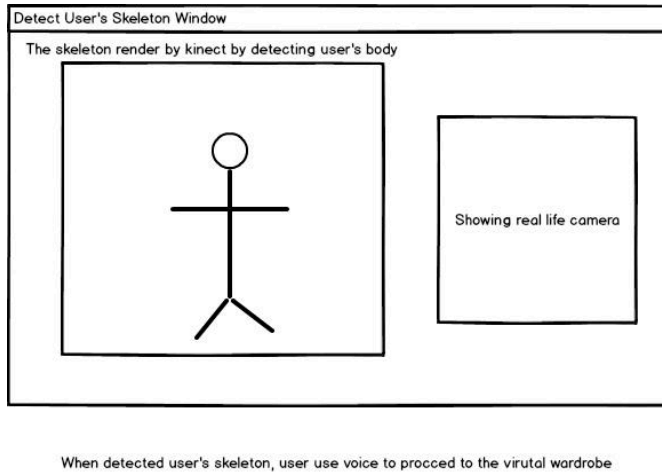 Detect User's Skeleton Window
The skeleton render by kinect by detecting user's body
Showing real life camera
When detected user's skeleton, user use voice to procced to the virutal wardrobe